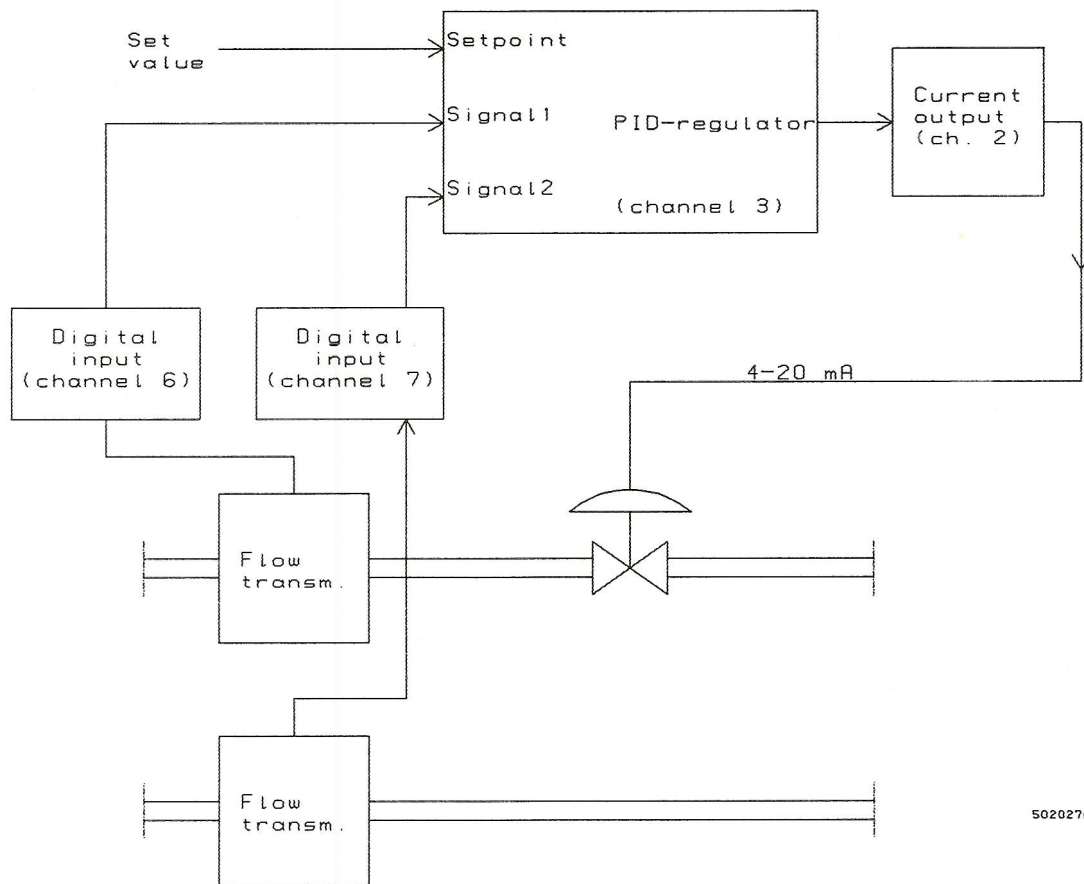 Set
value
Setpoint
Signal1
Signal2
PID-regulator
(channel 3)
Current
output
(ch. 2)
Digital
input
(channel 6)
Digital
input
(channel 7)
4-20 mA
Flow
transm.
Flow
transm.